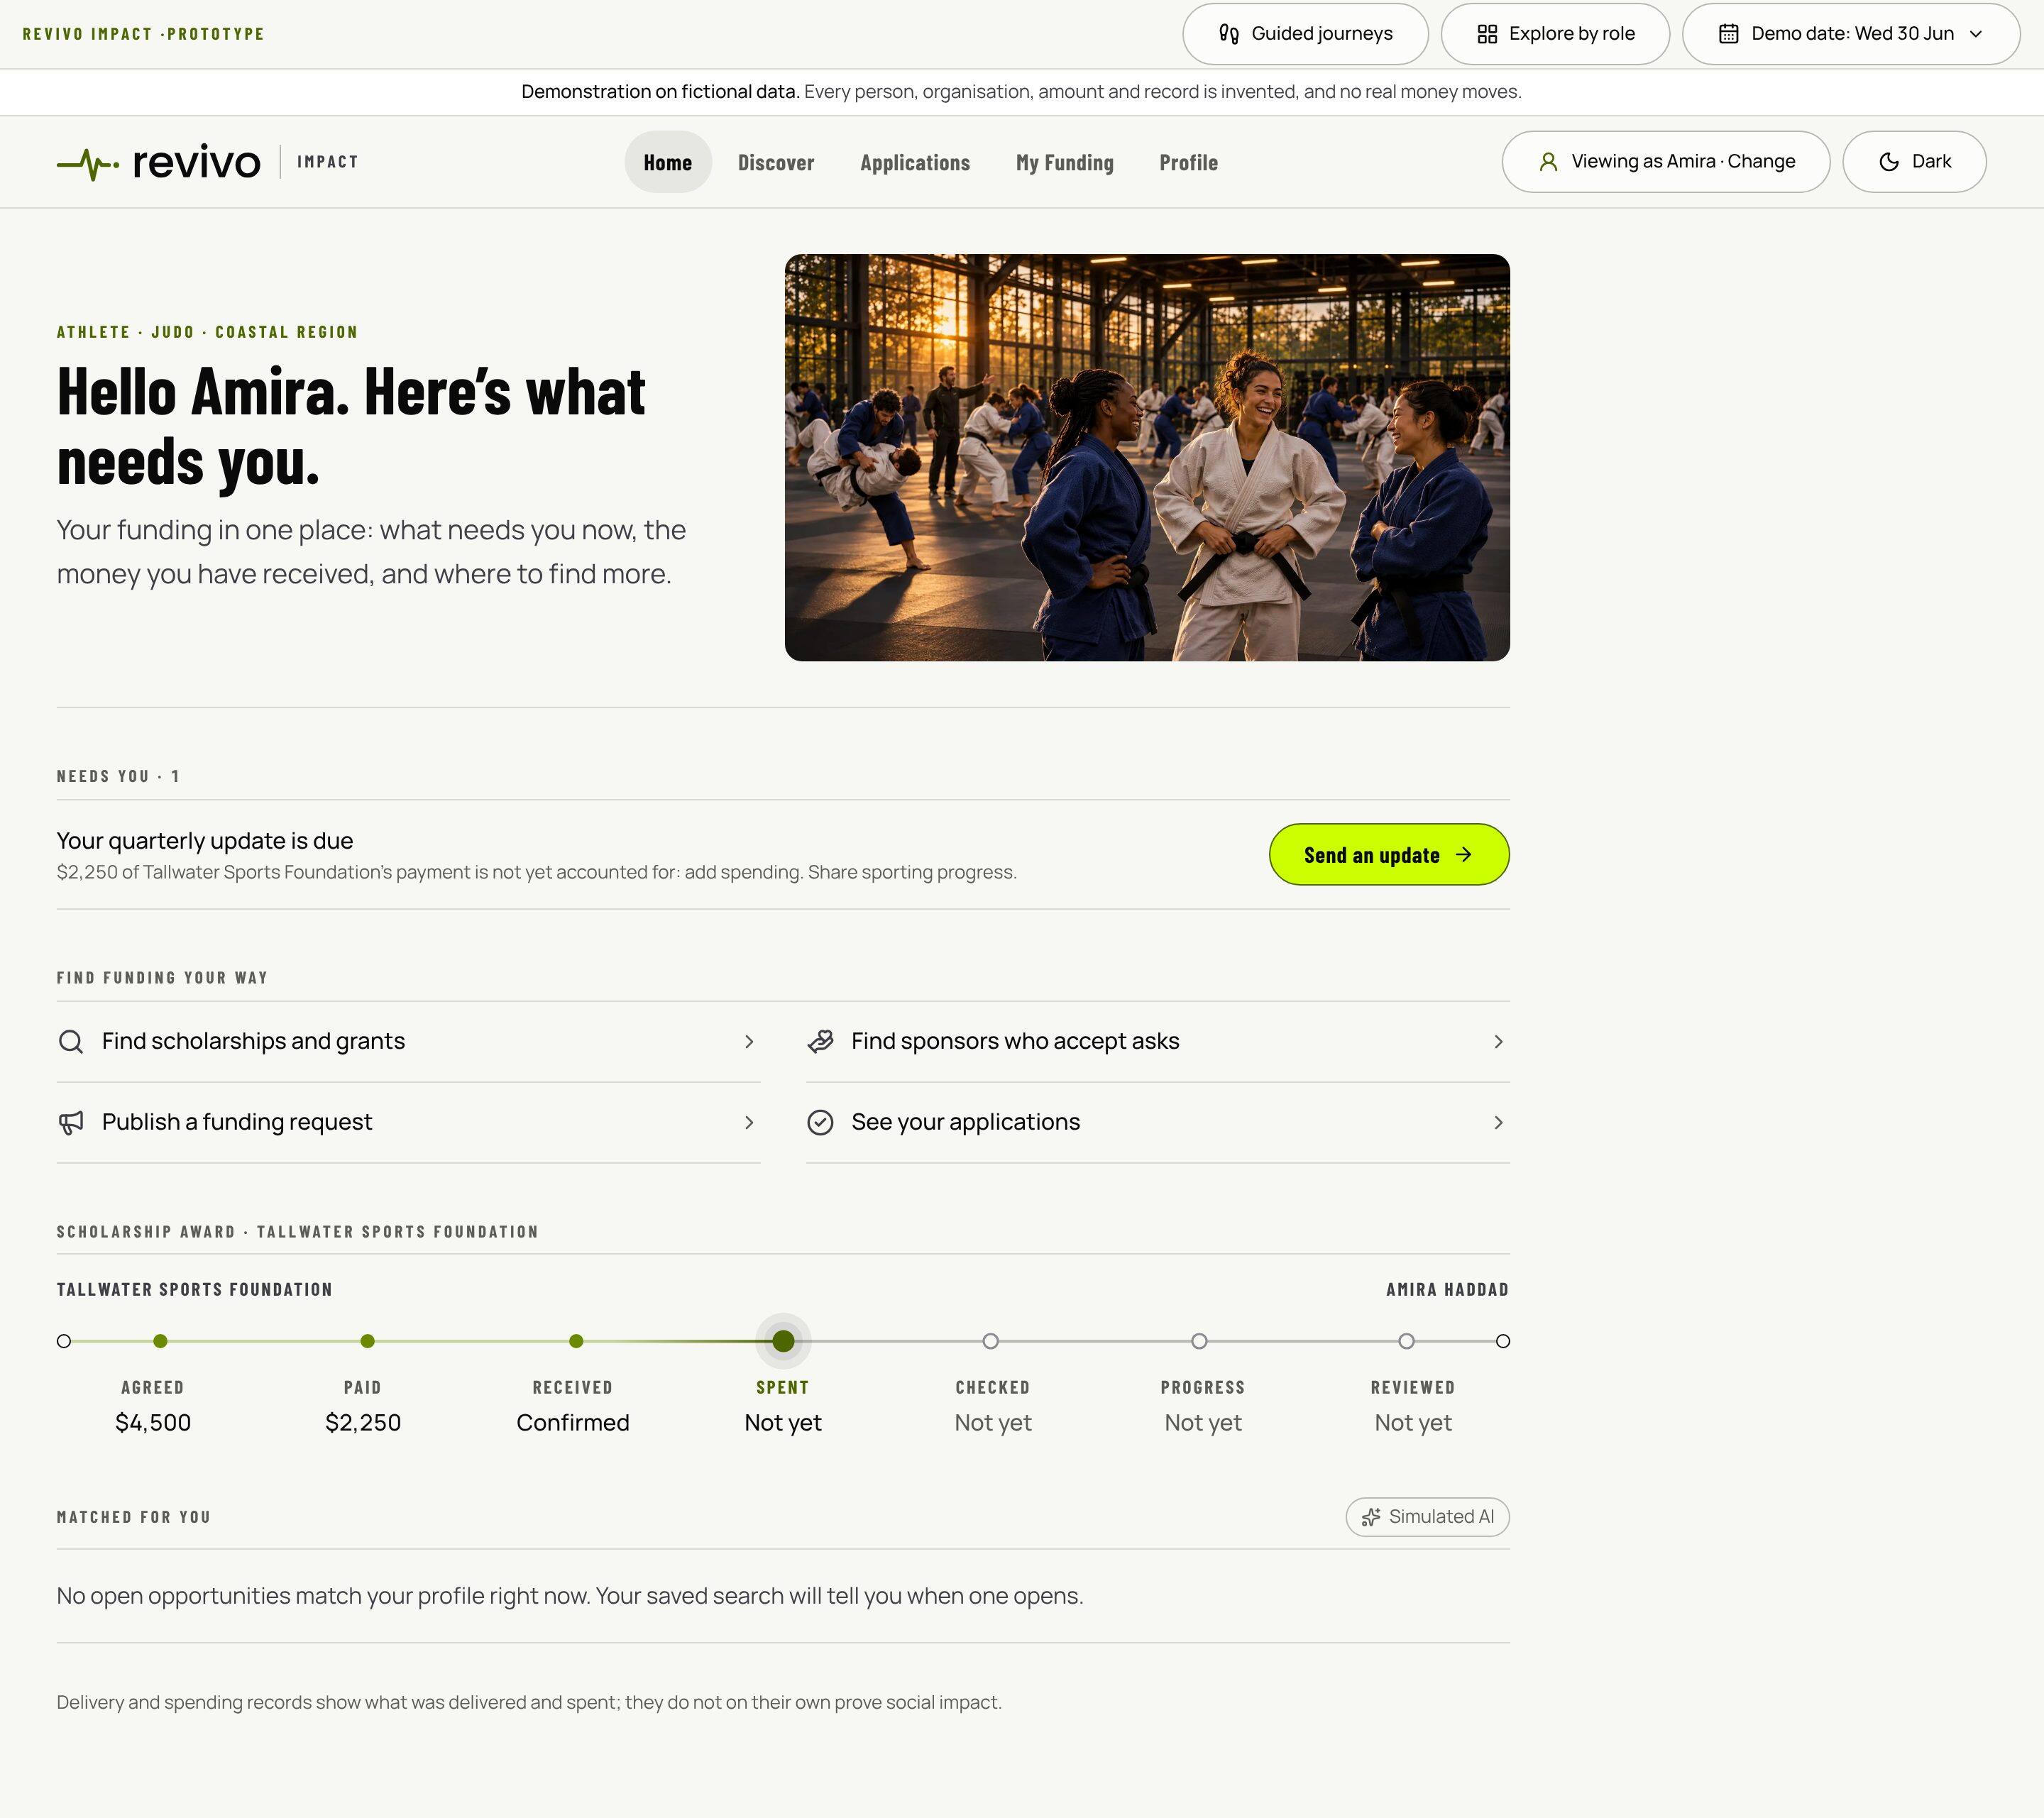 REVIVO IMPACT ·PROTOTYPE
Guided journeys
Explore by role
Demo date: Wed 30 Jun
Demonstration on fictional data. Every person, organisation, amount and record is invented, and no real money moves.
revivo
IMPACT
Home
Discover
Applications
My Funding
Profile
Viewing as Amira · Change
Dark
ATHLETE · JUDO · COASTAL REGION
Hello Amira. Here’s what
needs you.
Your funding in one place: what needs you now, the
money you have received, and where to find more.
NEEDS YOU · 1
Your quarterly update is due
$2,250 of Tallwater Sports Foundation’s payment is not yet accounted for: add spending. Share sporting progress.
Send an update
FIND FUNDING YOUR WAY
Find scholarships and grants
Find sponsors who accept asks
Publish a funding request
See your applications
SCHOLARSHIP AWARD · TALLWATER SPORTS FOUNDATION
TALLWATER SPORTS FOUNDATION
AMIRA HADDAD
AGREED
PAID
RECEIVED
SPENT
CHECKED
PROGRESS
REVIEWED
$4,500
$2,250
Confirmed
Not yet
Not yet
Not yet
Not yet
MATCHED FOR YOU
Simulated AI
No open opportunities match your profile right now. Your saved search will tell you when one opens.
Delivery and spending records show what was delivered and spent; they do not on their own prove social impact.